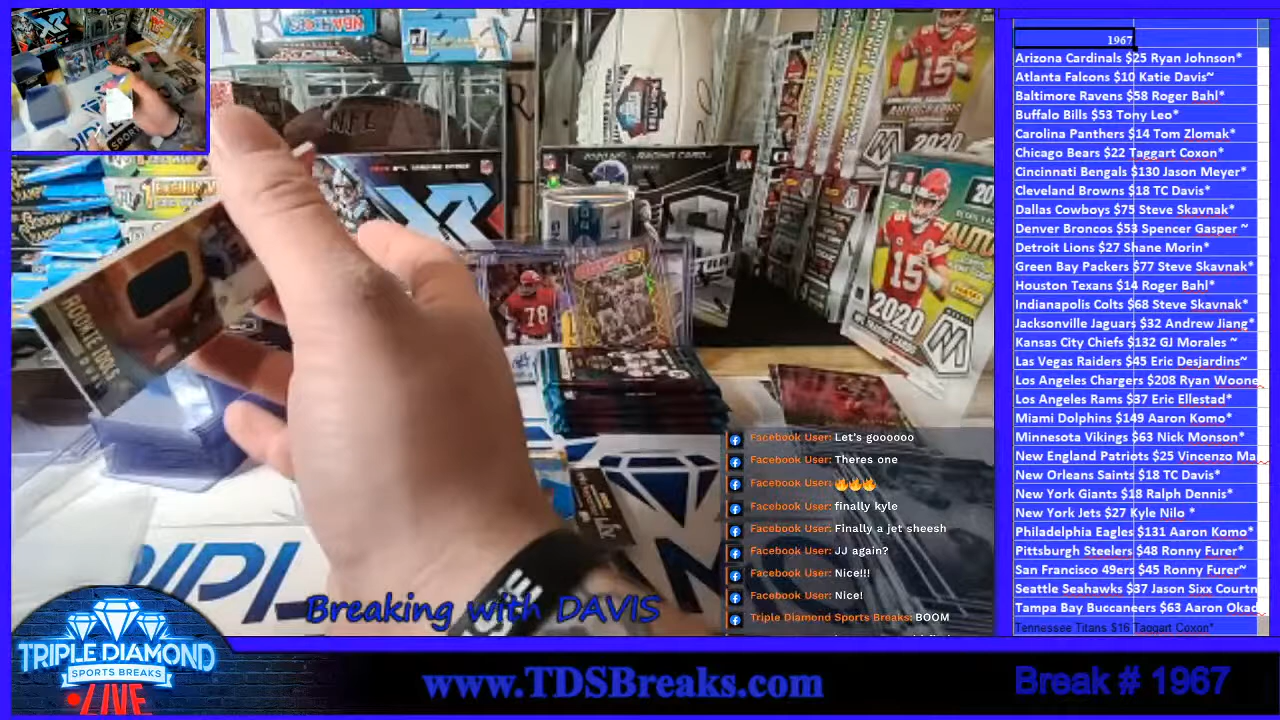 1967
Arizona Cardinals $25 Ryan Johnson*
Atlanta Falcons $10 Katie Davis~
Baltimore Ravens $58 Roger Bahl*
Buffalo Bills $53 Tony Leo*
Carolina Panthers $14 Tom Zlomak*
Chicago Bears $22 Taggart Coxon*
Cincinnati Bengals $130 Jason Meyer*
Cleveland Browns $18 TC Davis*
Dallas Cowboys $75 Steve Skavnak*
Denver Broncos $53 Spencer Gasper ~
Detroit Lions $27 Shane Morin*
Green Bay Packers $77 Steve Skavnak*
Houston Texans $14 Roger Bahl*
Indianapolis Colts $68 Steve Skavnak*
Jacksonville Jaguars $32 Andrew Jiang*
Kansas City Chiefs $132 GJ Morales ~
Las Vegas Raiders $45 Eric Desjardins~
Los Angeles Chargers $208 Ryan Woone
Los Angeles Rams $37 Eric Ellestad*
Miami Dolphins $149 Aaron Komo*
Minnesota Vikings $63 Nick Monson*
New England Patriots $25 Vincenzo Ma
New Orleans Saints $18 TC Davis*
New York Giants $18 Ralph Dennis*
New York Jets $27 Kyle Nilo *
Philadelphia Eagles $131 Aaron Komo*
Pittsburgh Steelers $48 Ronny Furer*
San Francisco 49ers $45 Ronny Furer~
Seattle Seahawks $37 Jason Sixx Courtn
Tampa Bay Buccaneers $63 Aaron Okad
Tennessee Titans $16 Taggart Coxon*
ROOKIE IDOLS
XR
NFL
78
15
2020
15
2020
Facebook User: Let's goooooo
Facebook User: Theres one
Facebook User: 🔥🔥🔥
Facebook User: finally kyle
Facebook User: Finally a jet sheesh
Facebook User: JJ again?
Facebook User: Nice!!!
Facebook User: Nice!
Triple Diamond Sports Breaks: BOOM
Breaking with DAVIS
TRIPLE DIAMOND
SPORTS BREAKS
LIVE
www.TDSBreaks.com
Break # 1967